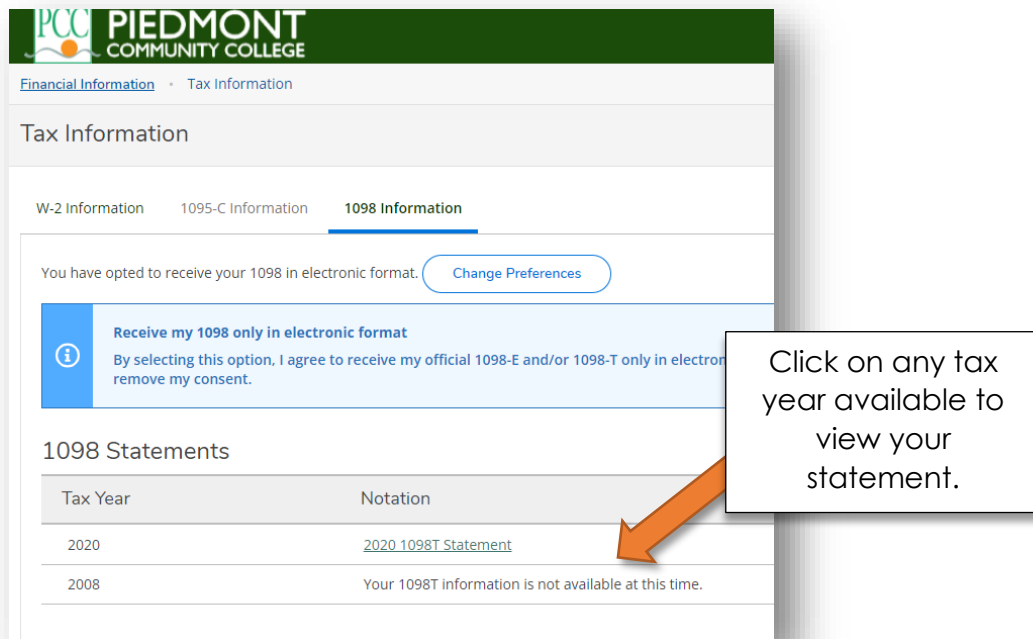 PCC PIEDMONT
COMMUNITY COLLEGE
Financial Information • Tax Information
Tax Information
W-2 Information 1095-C Information 1098 Information
You have opted to receive your 1098 in electronic format. Change Preferences
Receive my 1098 only in electronic format
By selecting this option, I agree to receive my official 1098-E and/or 1098-T only in electron
remove my consent.
Click on any tax
year available to
view your
statement.
1098 Statements
Tax Year Notation
2020 2020 1098T Statement
2008 Your 1098T information is not available at this time.